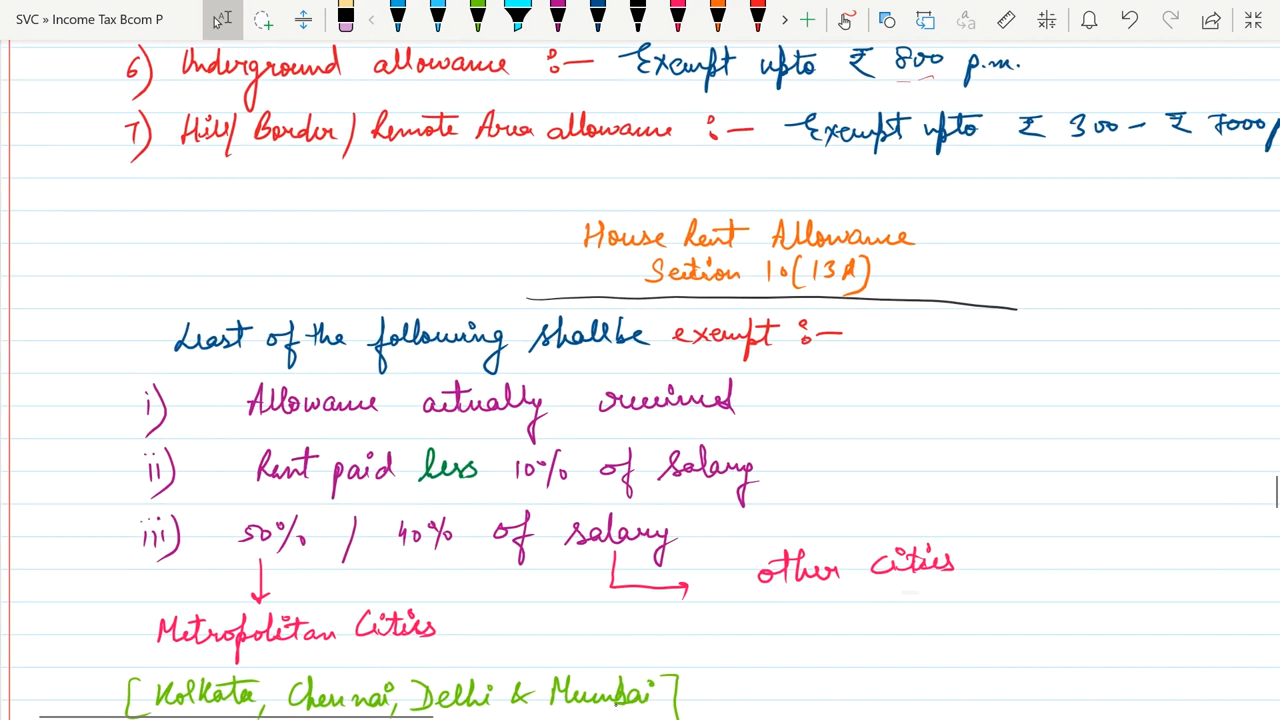 SVC » Income Tax Bcom P
6) Underground allowance :- Exempt upto ₹ 800 p.m.
7) Hill/ Border / Remote Area allowance :- Exempt upto ₹ 300 - ₹ 7000 p
House Rent Allowance
Section 10(13A)
Least of the following shall be exempt :-
i) Allowance actually received
ii) Rent paid less 10% of salary
iii) 50% / 40% of salary
other cities
Metropolitan Cities
[Kolkata, Chennai, Delhi & Mumbai]